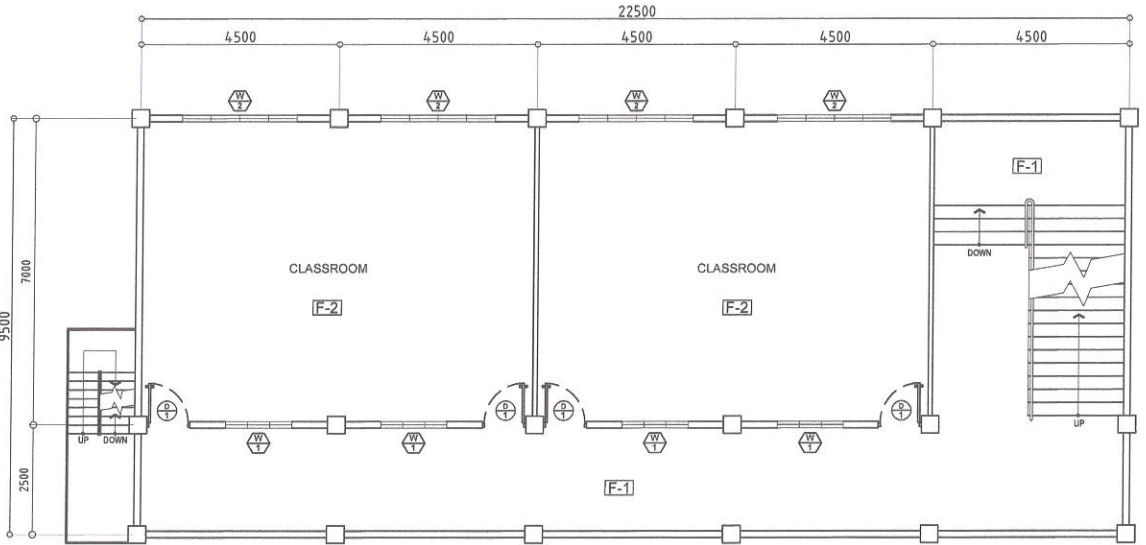 22500
4500 4500 4500 4500 4500
W 2 W 2 W 2 W 2
F-1
9500
7000
2500
DOWN
CLASSROOM CLASSROOM
F-2 F-2
D 1 D 1 D 1 D 1
UP DOWN
UP
W 1 W 1 W 1 W 1
F-1